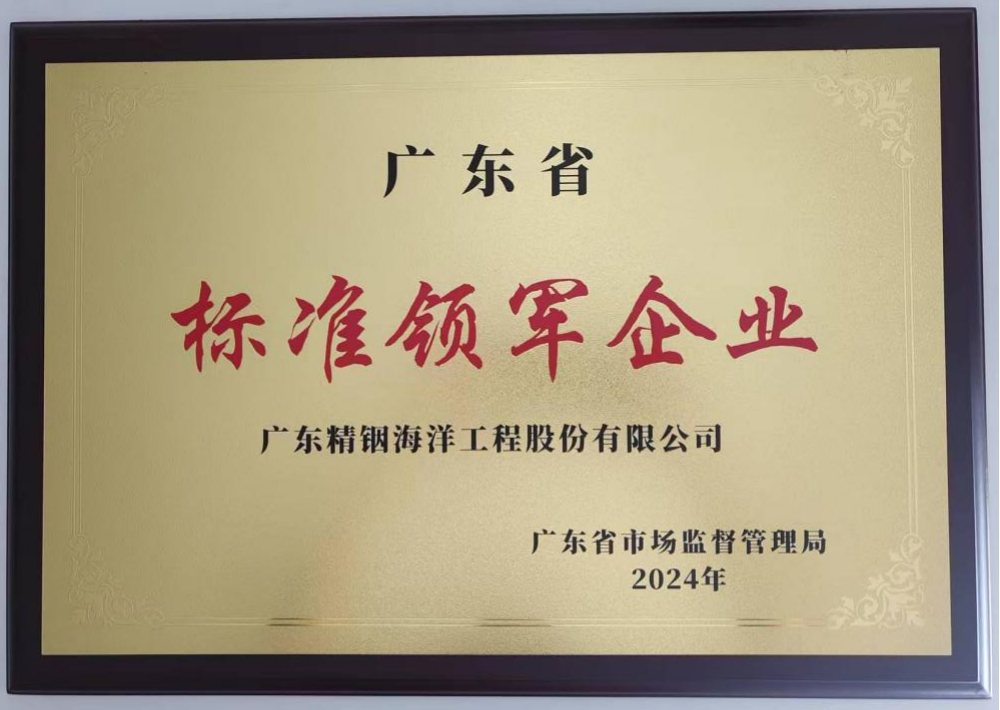 广东省
标准领军企业
广东精铟海洋工程股份有限公司
广东省市场监督管理局
2024年